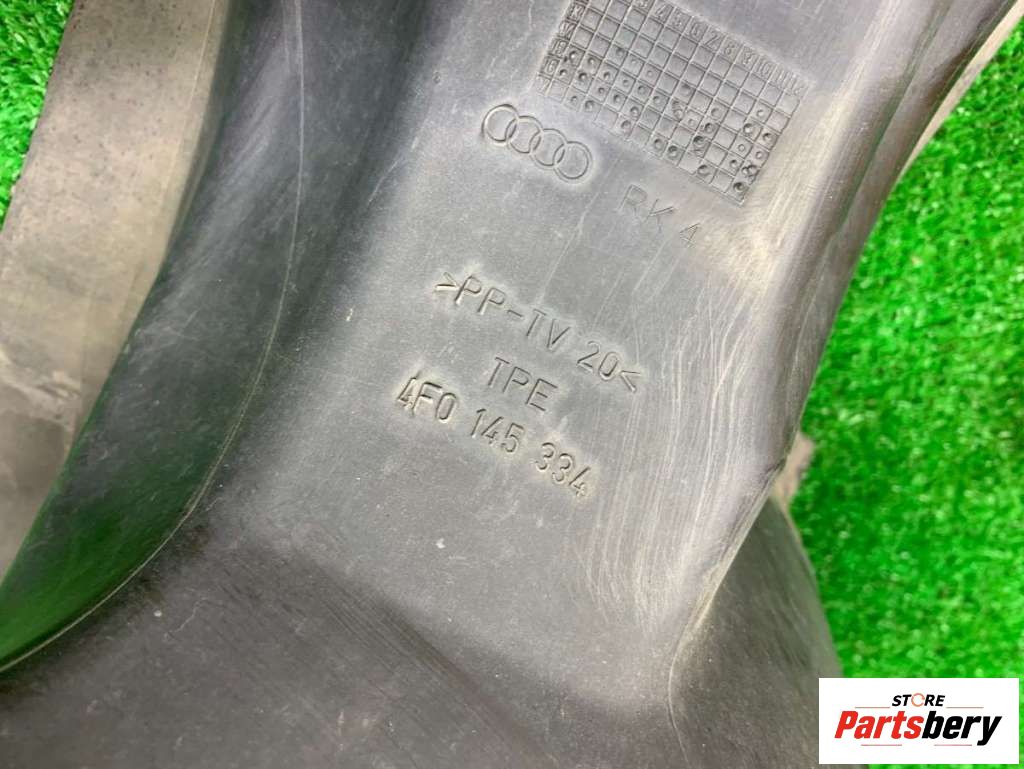 RK 4
>PP-TV 20<
TPE
4F0 145 334
STORE
Partsbery